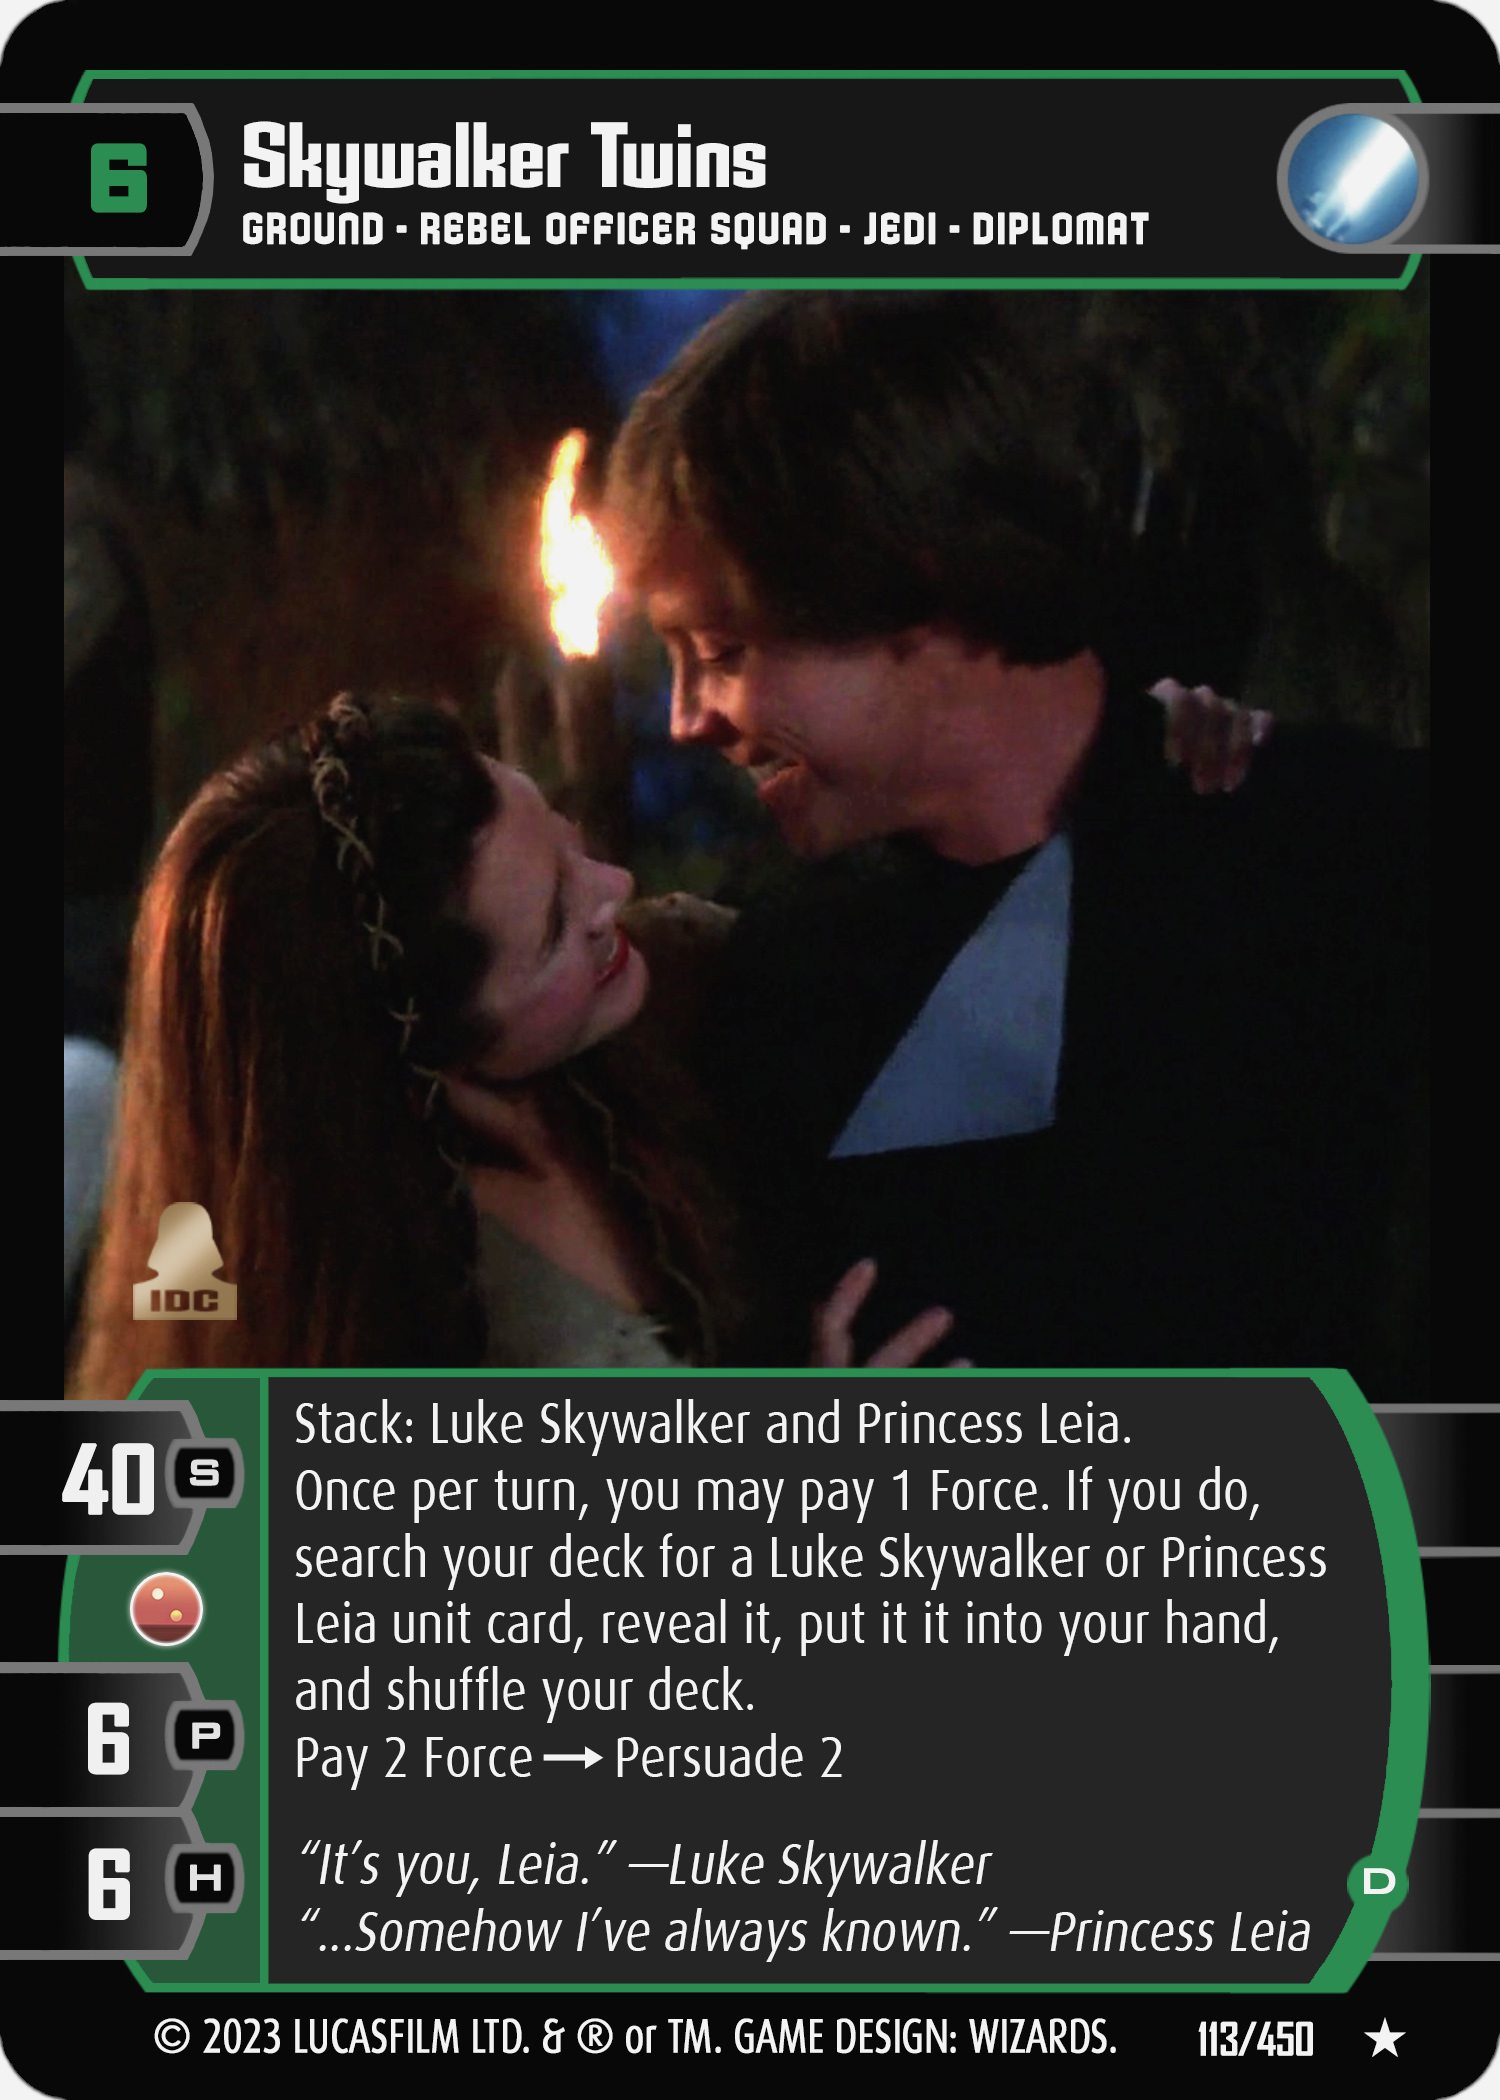 6
Skywalker Twins
GROUND - REBEL OFFICER SQUAD - JEDI - DIPLOMAT
IDC
40 S
6 P
6 H
Stack: Luke Skywalker and Princess Leia.
Once per turn, you may pay 1 Force. If you do,
search your deck for a Luke Skywalker or Princess
Leia unit card, reveal it, put it it into your hand,
and shuffle your deck.
Pay 2 Force → Persuade 2
“It’s you, Leia.” —Luke Skywalker
“...Somehow I’ve always known.” —Princess Leia
D
© 2023 LUCASFILM LTD. & ® or TM. GAME DESIGN: WIZARDS.
113/450 ★